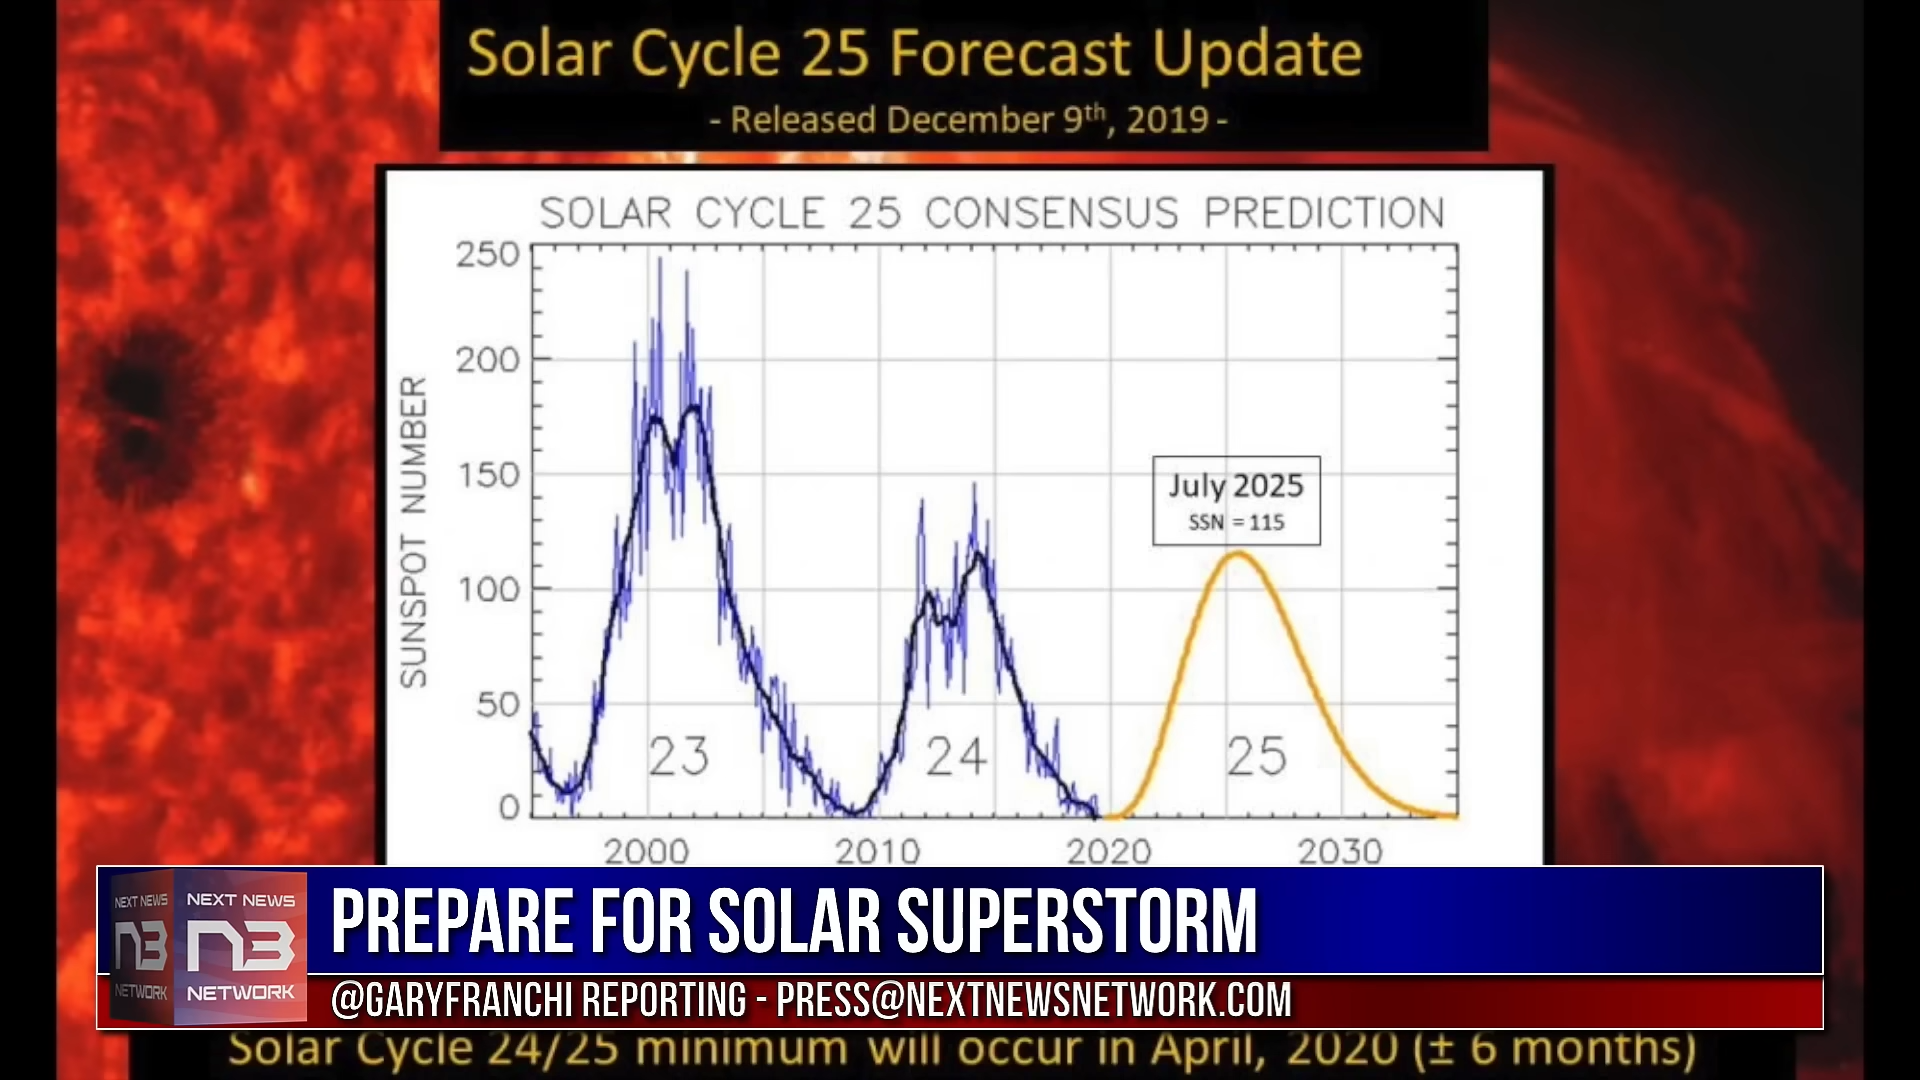 Solar Cycle 25 Forecast Update
- Released December 9th, 2019 -
SOLAR CYCLE 25 CONSENSUS PREDICTION
250
200
150
100
50
0
SUNSPOT NUMBER
July 2025
SSN = 115
23
24
25
2000 2010 2020 2030
NEXT NEWS
n3
NETWORK
NEXT NEWS
n3
NETWORK
PREPARE FOR SOLAR SUPERSTORM
@GARYFRANCHI REPORTING - PRESS@NEXTNEWSNETWORK.COM
Solar Cycle 24/25 minimum will occur in April, 2020 (± 6 months)